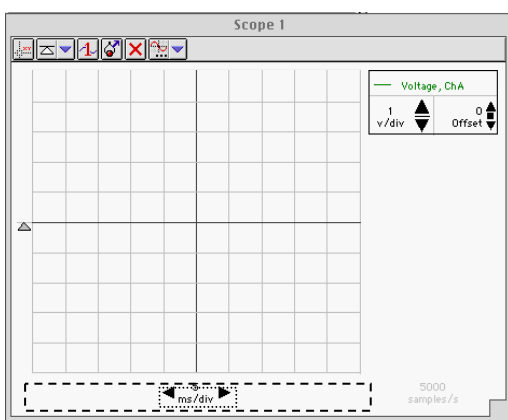 Scope 1
Voltage, ChA
1
v/div
0
Offset
ms/div
5000
samples/s